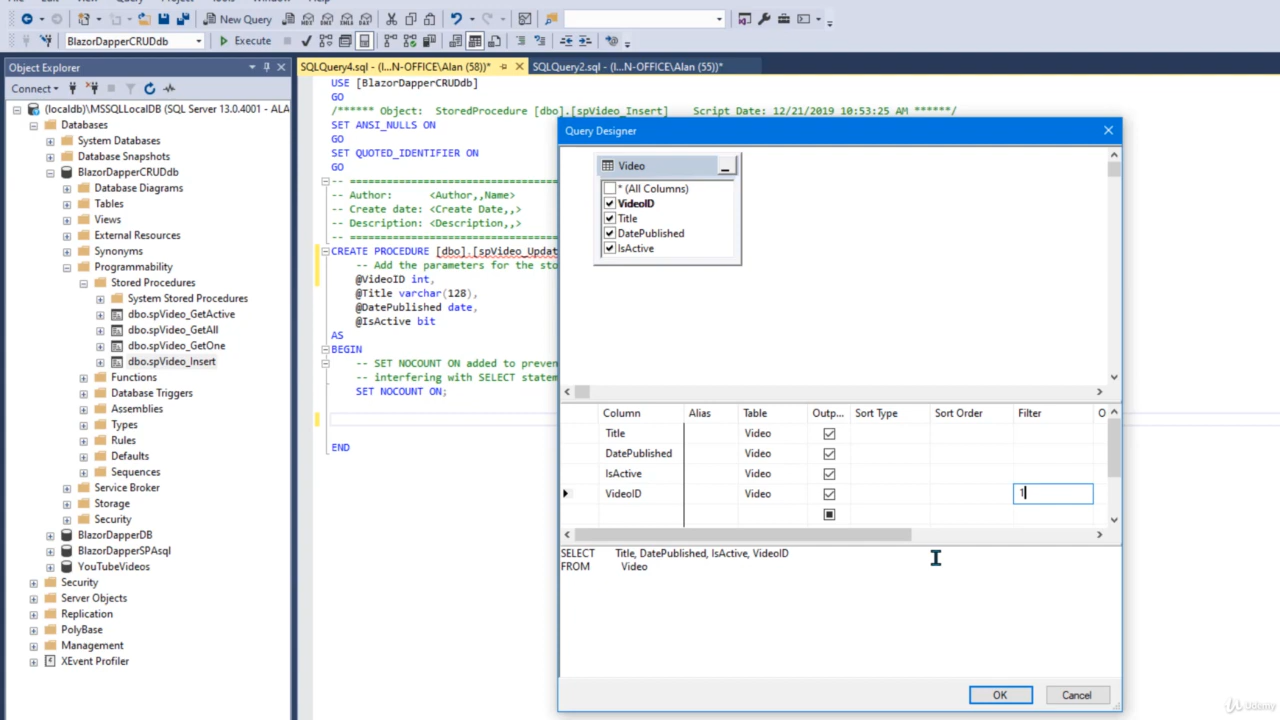 New Query
BlazorDapperCRUDdb
Execute
SQLQuery4.sql - (l...N-OFFICE\Alan (58))*
SQLQuery2.sql - (l...N-OFFICE\Alan (55))*
Object Explorer
Connect
(localdb)\MSSQLLocalDB (SQL Server 13.0.4001 - ALA
Databases
System Databases
Database Snapshots
BlazorDapperCRUDdb
Database Diagrams
Tables
Views
External Resources
Synonyms
Programmability
Stored Procedures
System Stored Procedures
dbo.spVideo_GetActive
dbo.spVideo_GetAll
dbo.spVideo_GetOne
dbo.spVideo_Insert
Functions
Database Triggers
Assemblies
Types
Rules
Defaults
Sequences
Service Broker
Storage
Security
BlazorDapperDB
BlazorDapperSPAsql
YouTubeVideos
Security
Server Objects
Replication
PolyBase
Management
XEvent Profiler
USE [BlazorDapperCRUDdb]
GO
/****** Object: StoredProcedure [dbo].[spVideo_Insert] Script Date: 12/21/2019 10:53:25 AM ******/
SET ANSI_NULLS ON
GO
SET QUOTED_IDENTIFIER ON
GO
-- =============================
-- Author: <Author,,Name>
-- Create date: <Create Date,,>
-- Description: <Description,,>
-- =============================
CREATE PROCEDURE [dbo].[spVideo_Updat
-- Add the parameters for the sto
@VideoID int,
@Title varchar(128),
@DatePublished date,
@IsActive bit
AS
BEGIN
-- SET NOCOUNT ON added to preven
-- interfering with SELECT statem
SET NOCOUNT ON;
END
Query Designer
Video
* (All Columns)
VideoID
Title
DatePublished
IsActive
Column Alias Table Outp... Sort Type Sort Order Filter O
Title Video
DatePublished Video
IsActive Video
VideoID Video 1
SELECT Title, DatePublished, IsActive, VideoID
FROM Video
OK Cancel
Udemy